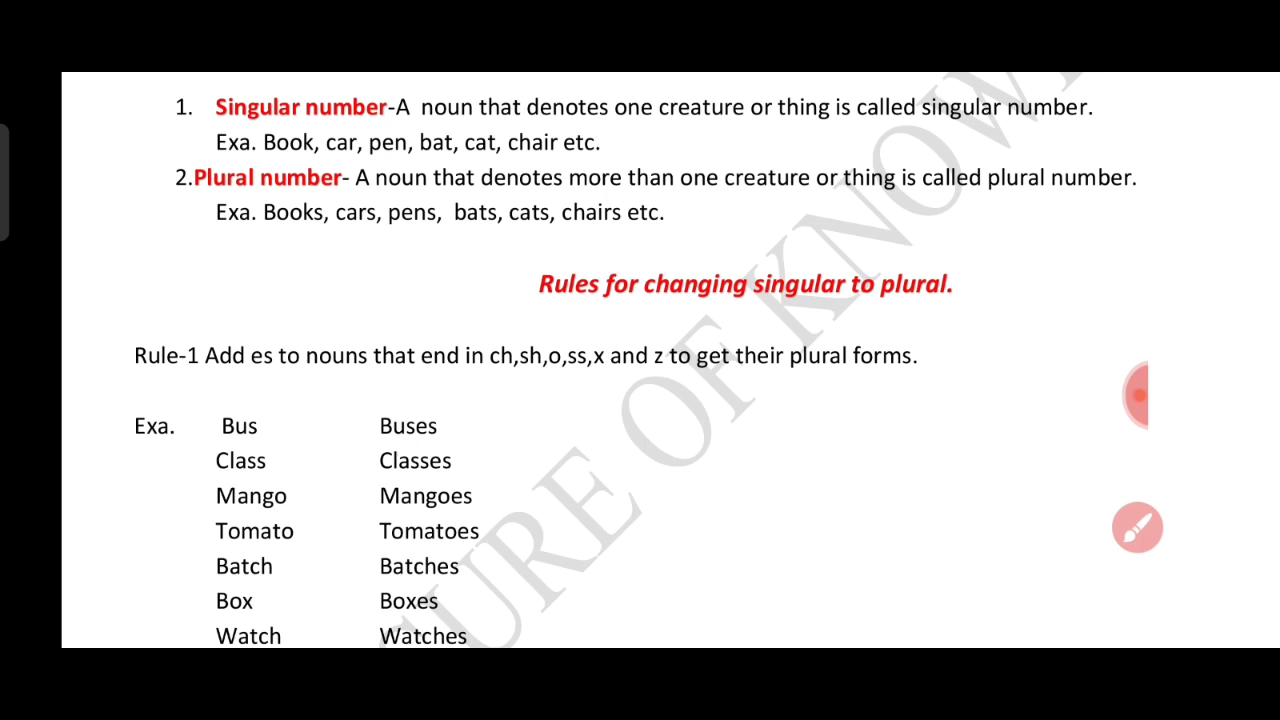 1. Singular number-A noun that denotes one creature or thing is called singular number.
Exa. Book, car, pen, bat, cat, chair etc.
2.Plural number- A noun that denotes more than one creature or thing is called plural number.
Exa. Books, cars, pens, bats, cats, chairs etc.
Rules for changing singular to plural.
Rule-1 Add es to nouns that end in ch,sh,o,ss,x and z to get their plural forms.
Exa. Bus Buses
Class Classes
Mango Mangoes
Tomato Tomatoes
Batch Batches
Box Boxes
Watch Watches
OF